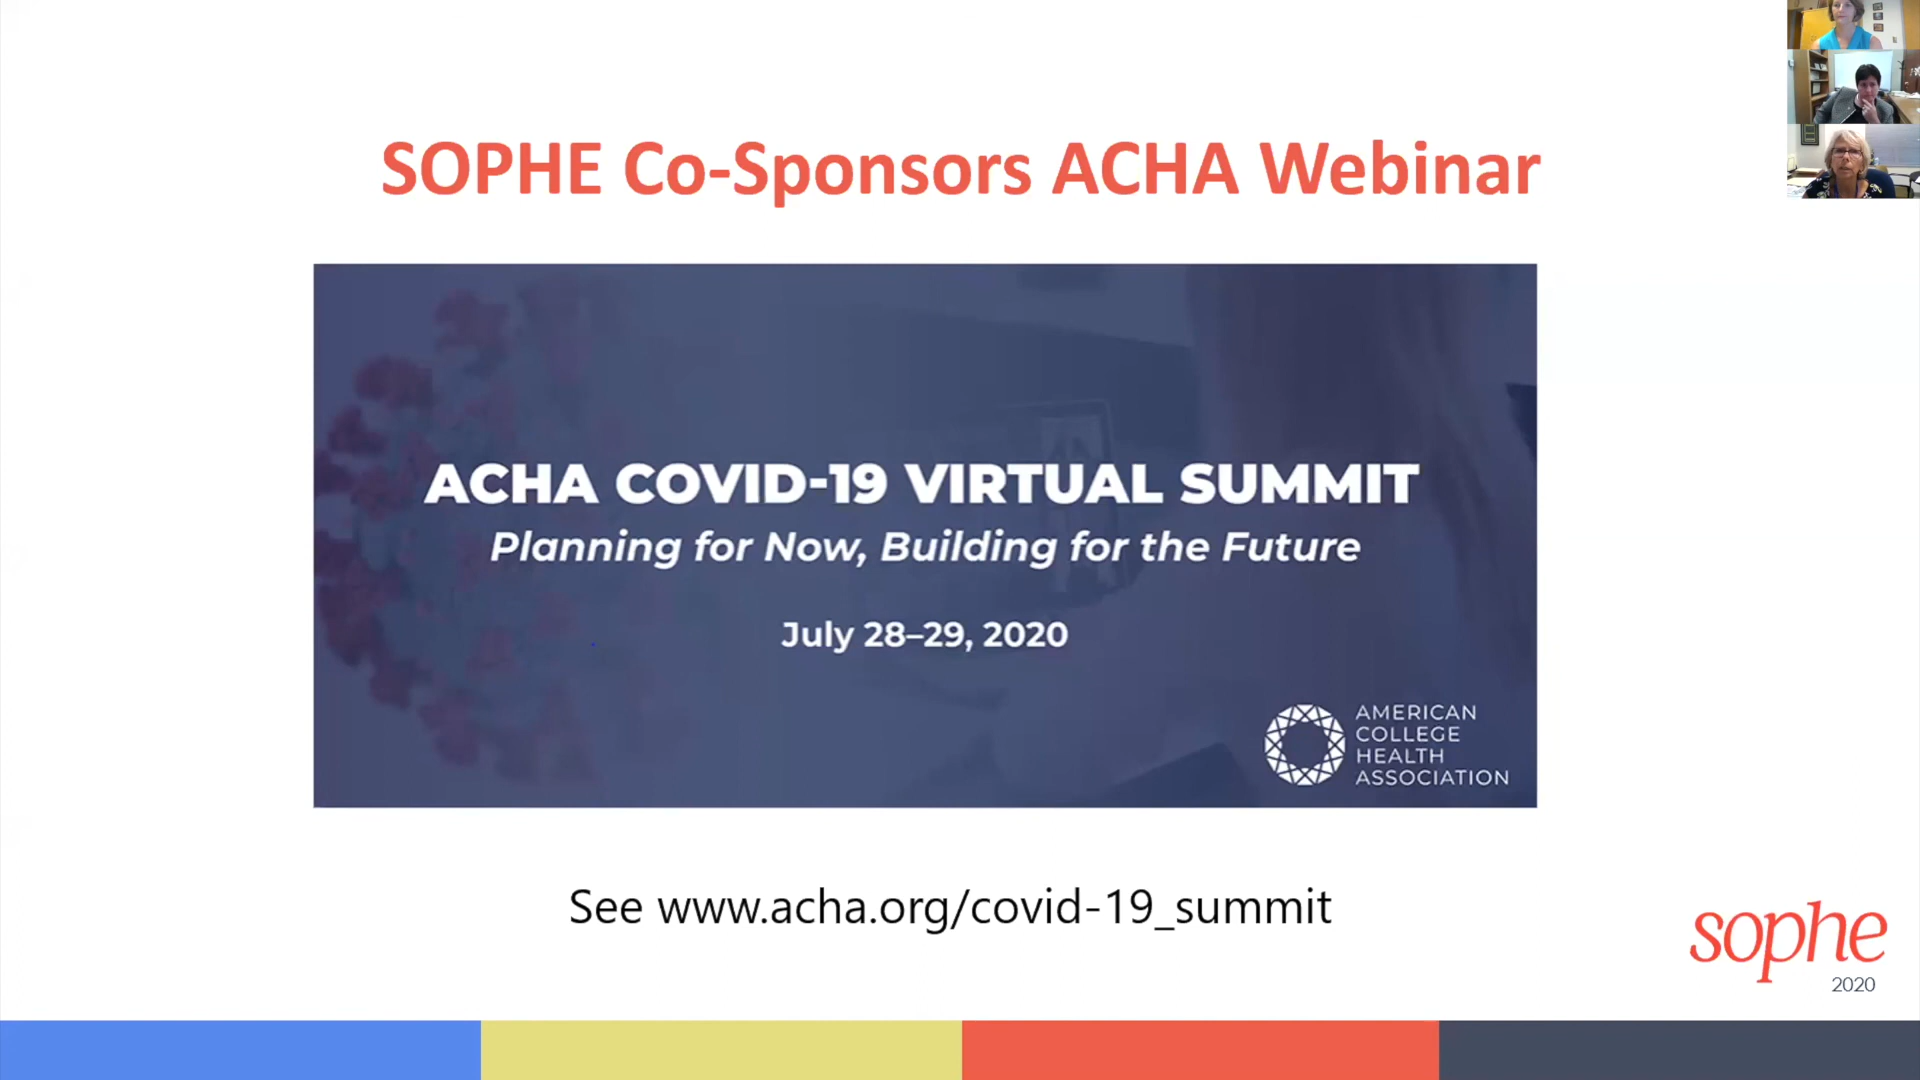 SOPHE Co-Sponsors ACHA Webinar
ACHA COVID-19 VIRTUAL SUMMIT
Planning for Now, Building for the Future
July 28–29, 2020
AMERICAN
COLLEGE
HEALTH
ASSOCIATION
See www.acha.org/covid-19_summit
sophe
2020